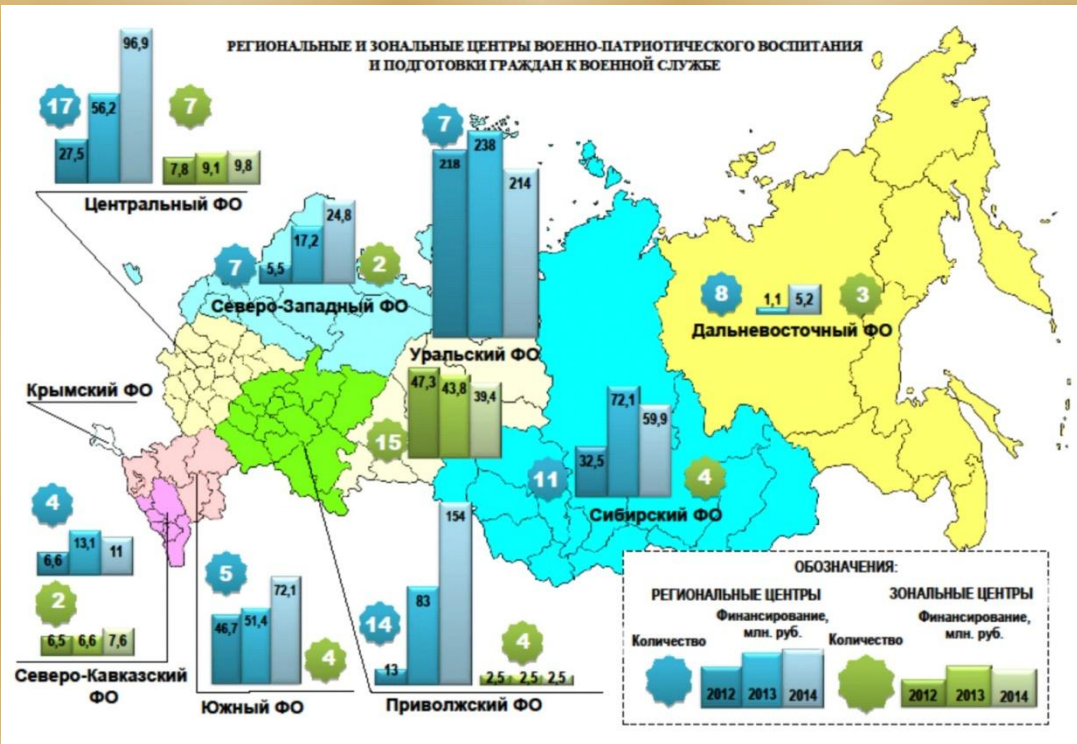 РЕГИОНАЛЬНЫЕ И ЗОНАЛЬНЫЕ ЦЕНТРЫ ВОЕННО-ПАТРИОТИЧЕСКОГО ВОСПИТАНИЯ
И ПОДГОТОВКИ ГРАЖДАН К ВОЕННОЙ СЛУЖБЕ
17
27,5
56,2
96,9
7
7,8
9,1
9,8
Центральный ФО
7
5,5
17,2
24,8
2
Северо-Западный ФО
7
218
238
214
Уральский ФО
47,3
43,8
39,4
15
8
1,1
5,2
3
Дальневосточный ФО
Крымский ФО
11
32,5
72,1
59,9
4
Сибирский ФО
4
6,6
13,1
11
2
6,5
6,6
7,6
Северо-Кавказский
ФО
5
46,7
51,4
72,1
4
Южный ФО
14
13
83
154
4
2,5
2,5
2,5
Приволжский ФО
ОБОЗНАЧЕНИЯ:
РЕГИОНАЛЬНЫЕ ЦЕНТРЫ
Количество
Финансирование,
млн. руб.
2012
2013
2014
ЗОНАЛЬНЫЕ ЦЕНТРЫ
Количество
Финансирование,
млн. руб.
2012
2013
2014